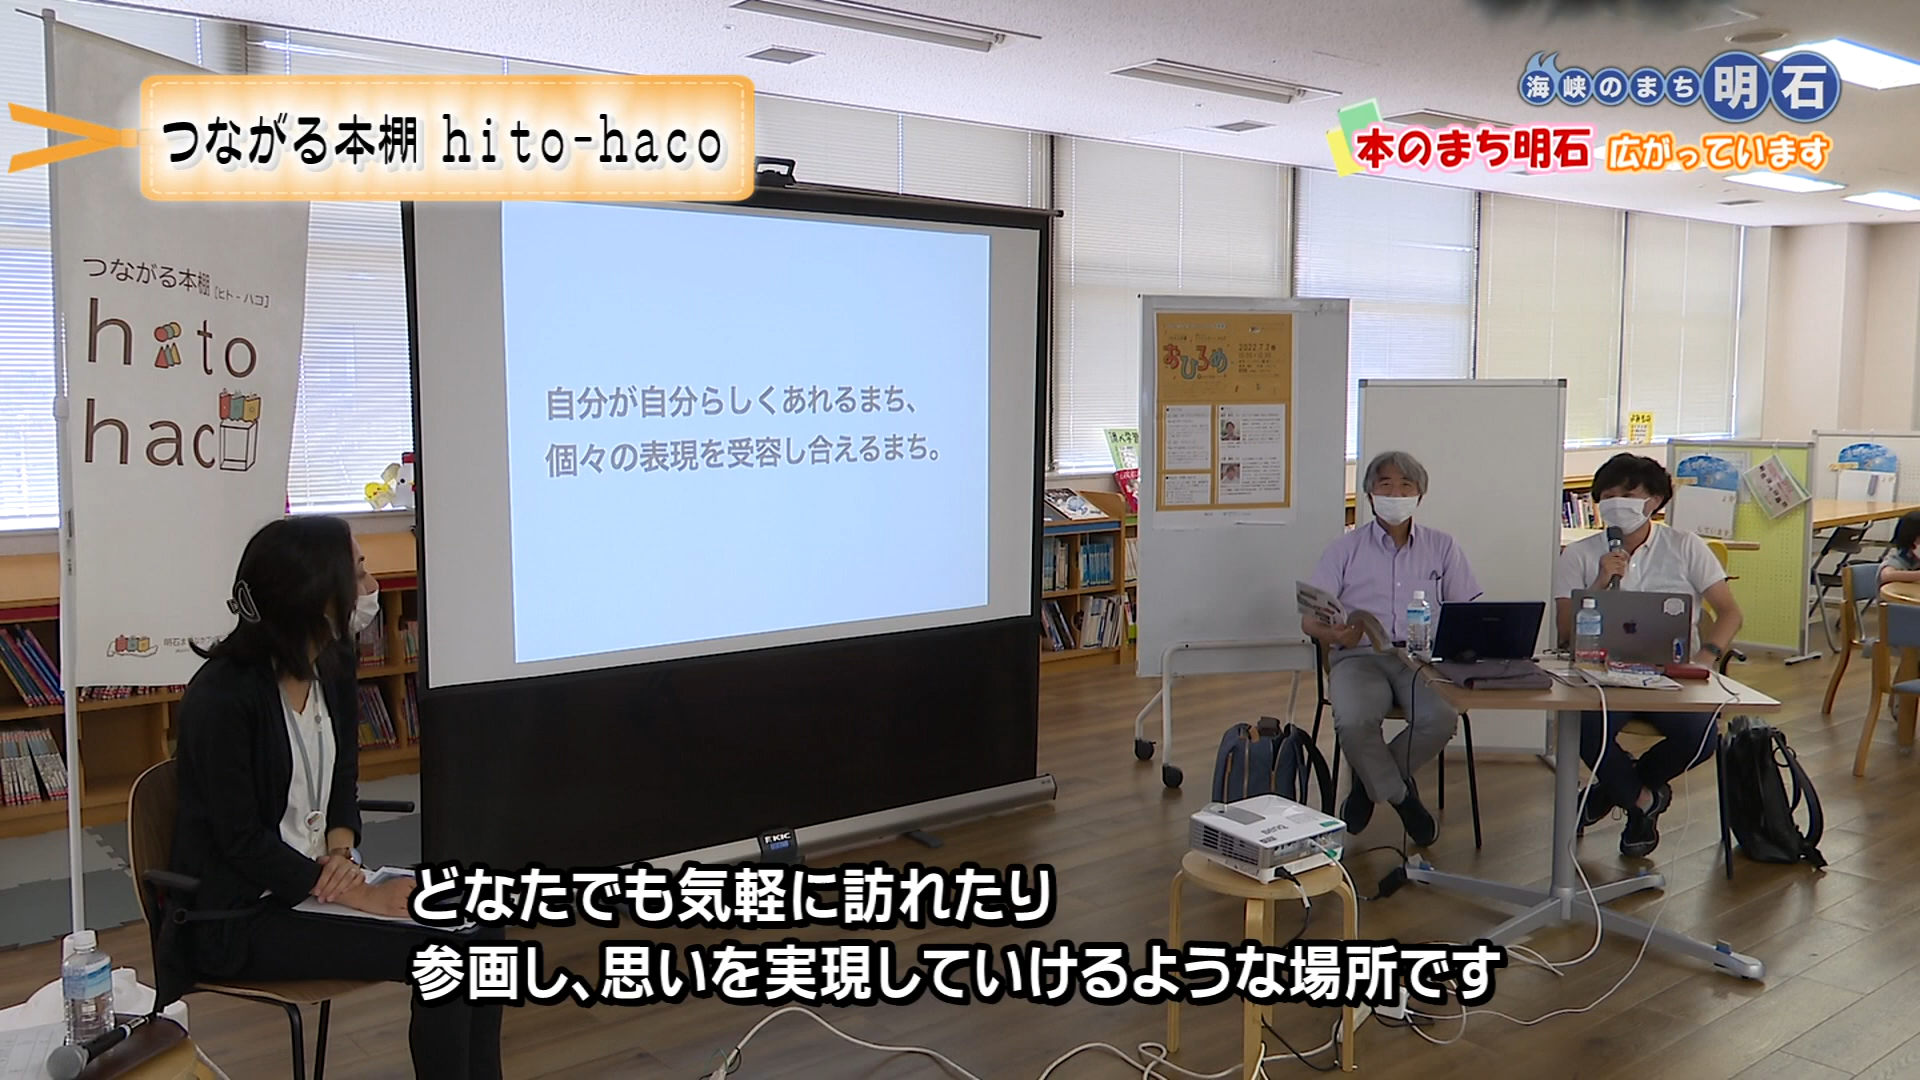 つながる本棚 hito-haco
海峡のまち明石
本のまち明石 広がっています
つながる本棚 [ヒト-ハコ]
hito
haco
自分が自分らしくあれるまち、
個々の表現を受容し合えるまち。
おひろめ
2022.7.2
KIC
BenQ
どなたでも気軽に訪れたり
参画し、思いを実現していけるような場所です